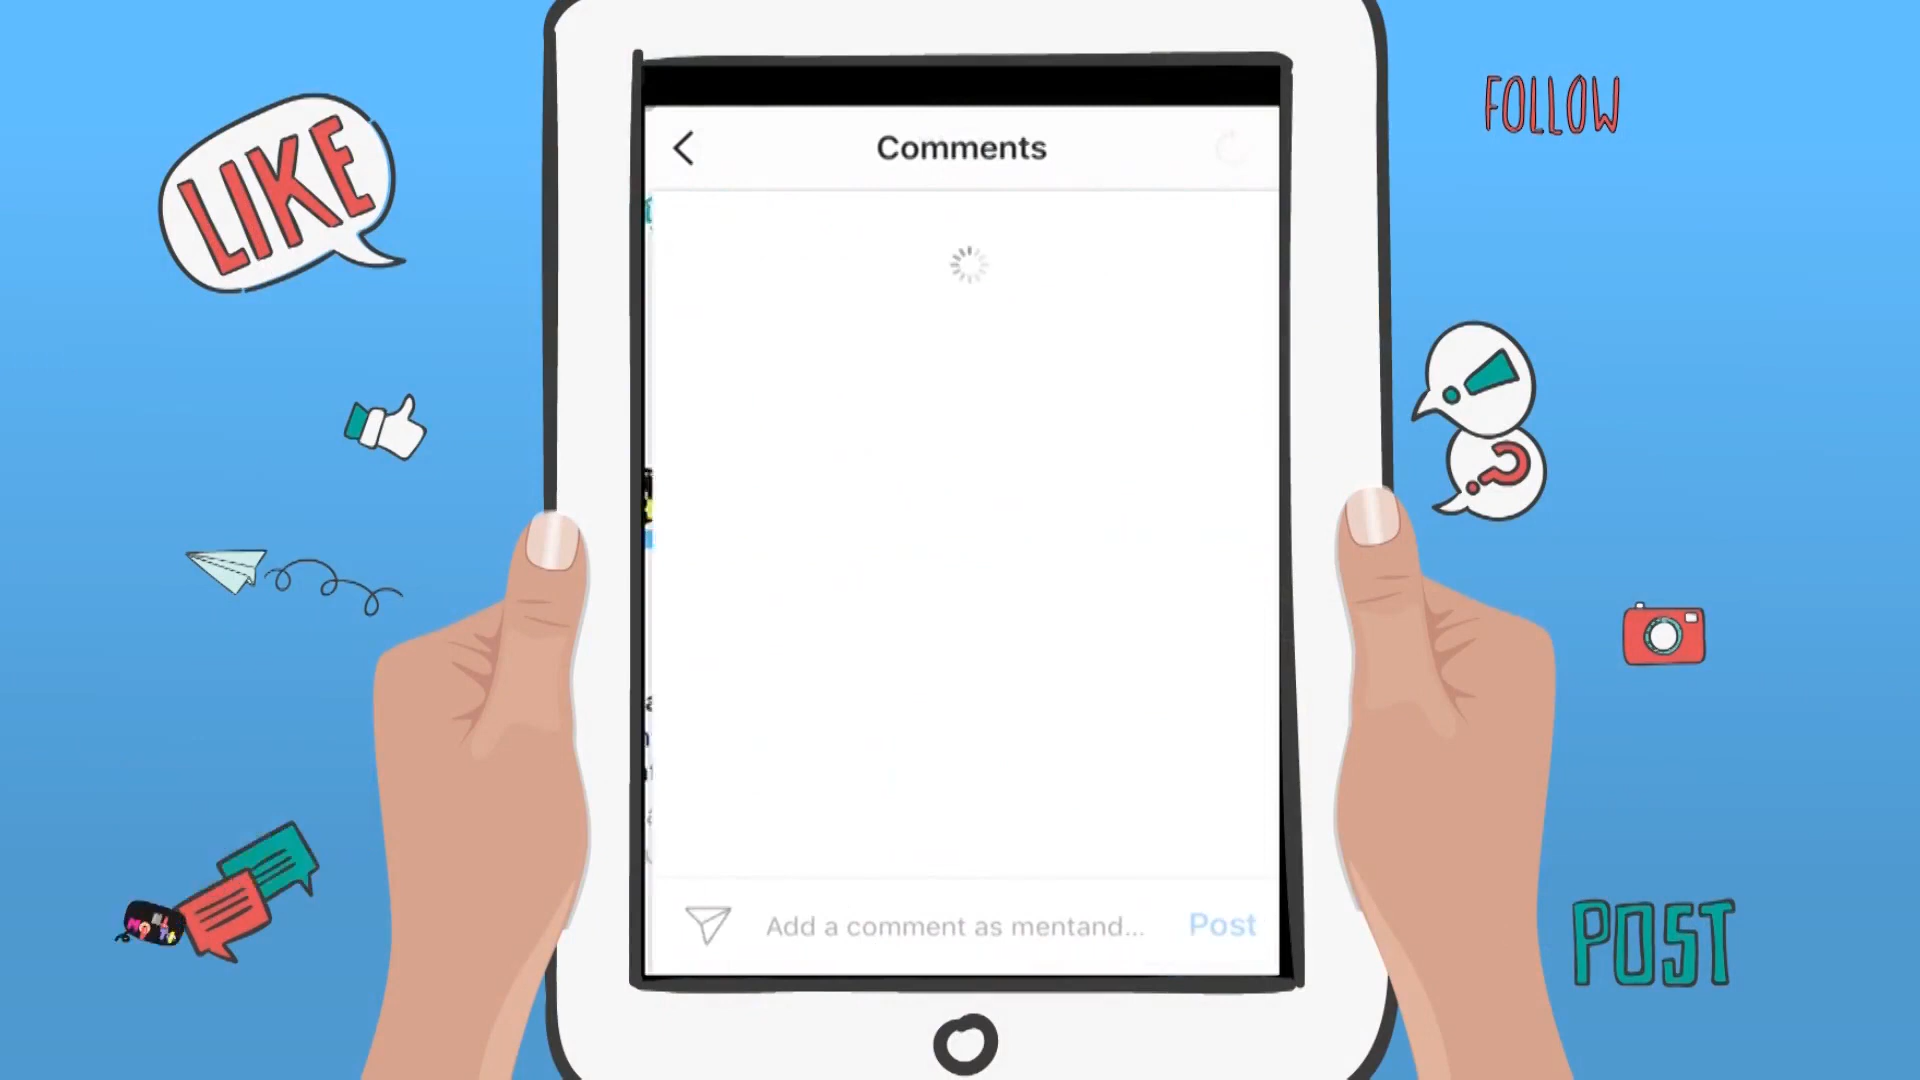 LIKE
FOLLOW
Comments
Add a comment as mentand...
Post
POST